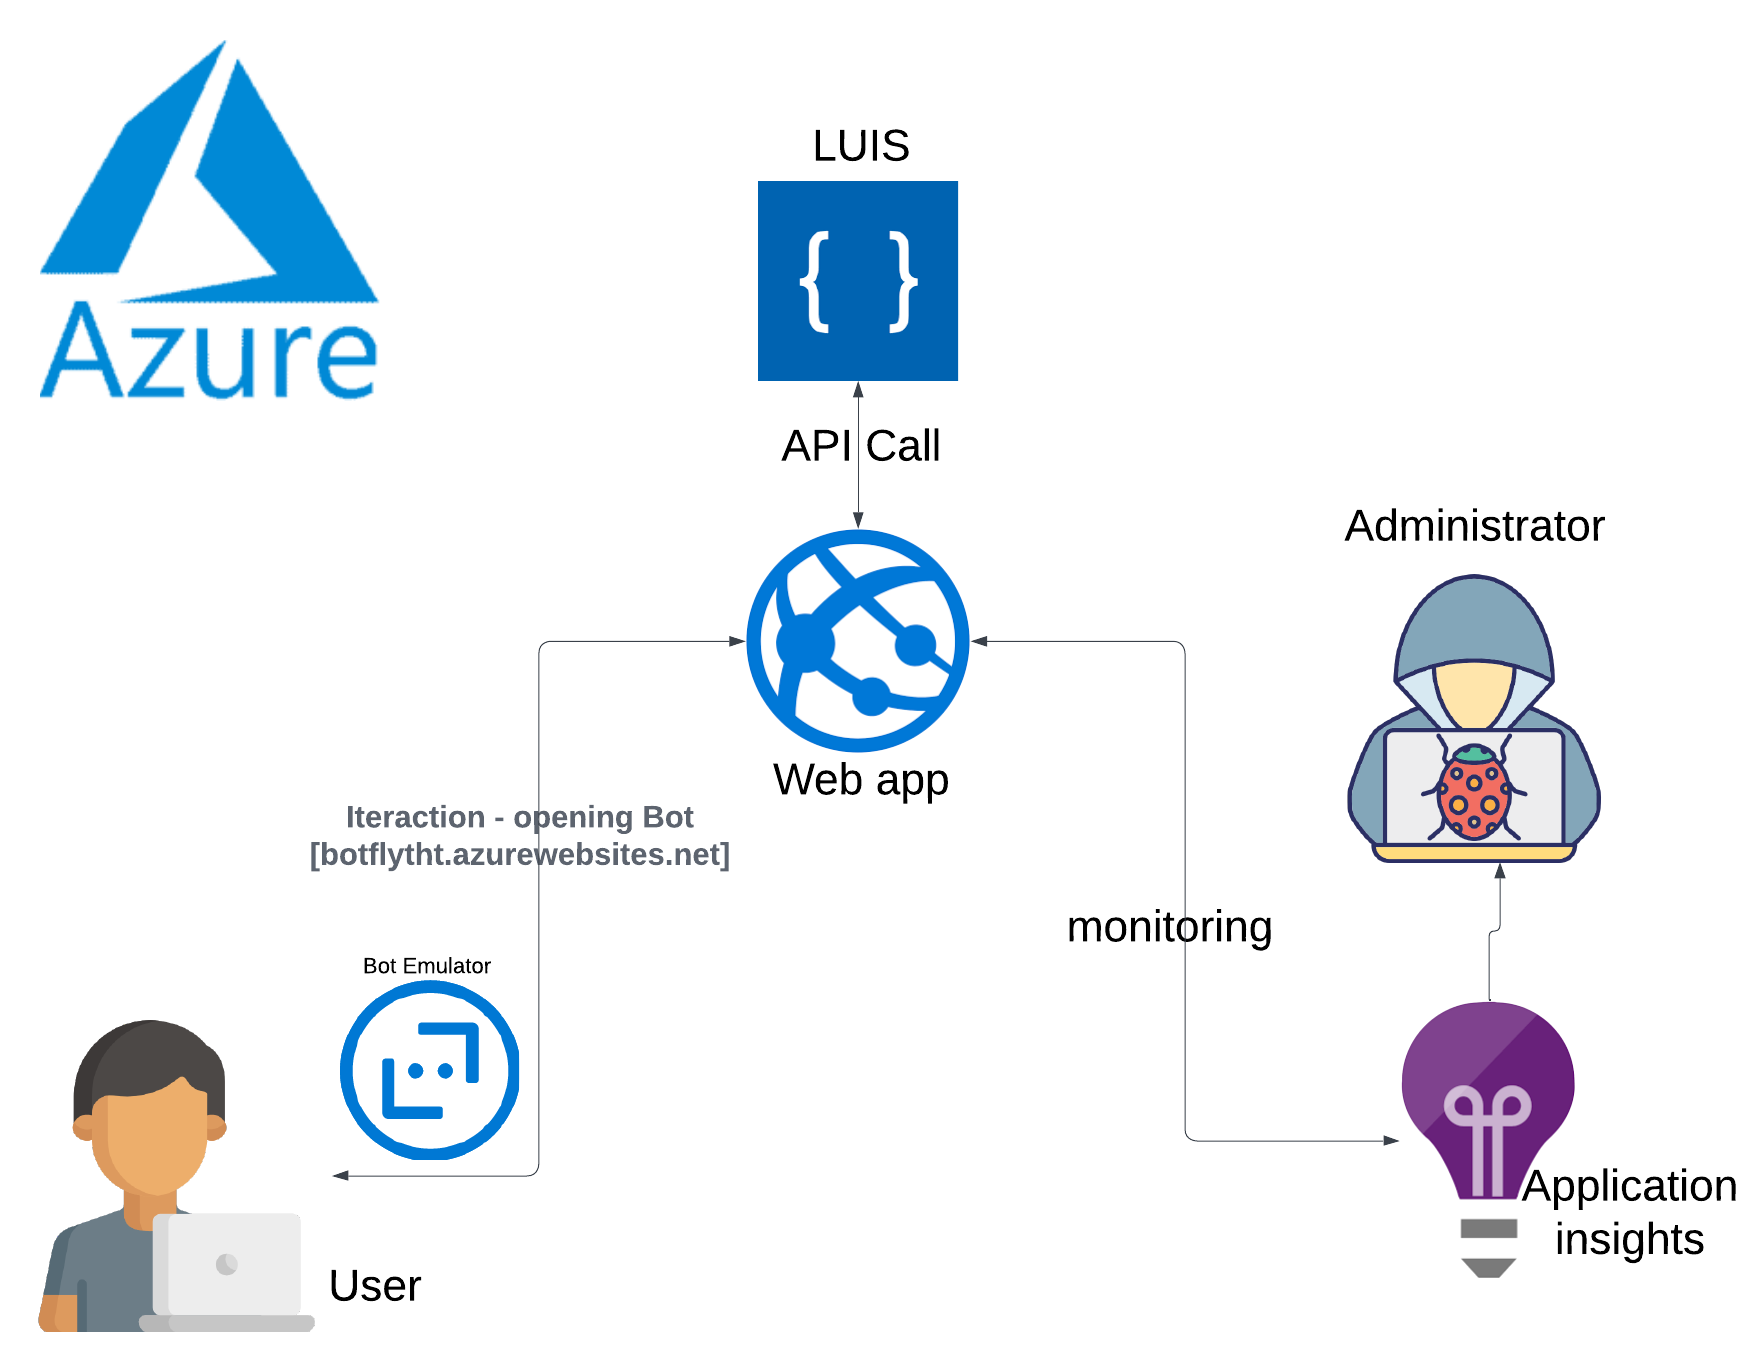 Azure
LUIS
API Call
Administrator
Web app
Iteraction - opening Bot
[botflytht.azurewebsites.net]
monitoring
Bot Emulator
Application
insights
User